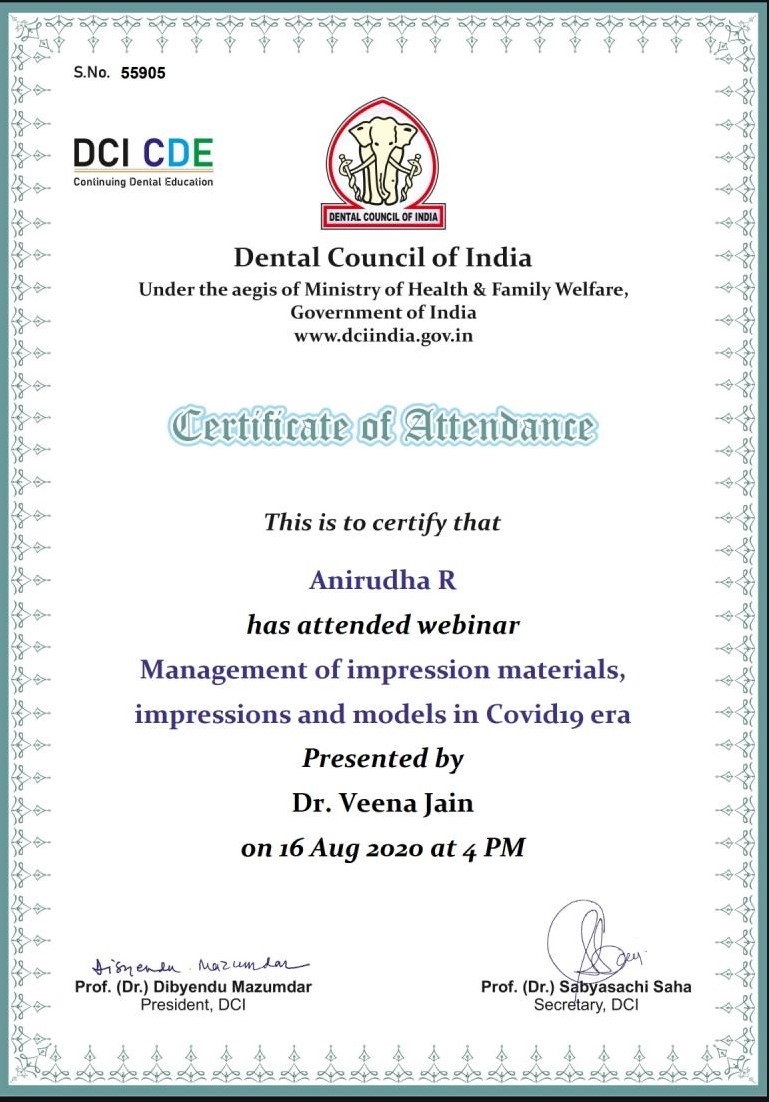 S.No. 55905
DCI CDE
Continuing Dental Education
DENTAL COUNCIL OF INDIA
Dental Council of India
Under the aegis of Ministry of Health & Family Welfare,
Government of India
www.dciindia.gov.in
Certificate of Attendance
This is to certify that
Anirudha R
has attended webinar
Management of impression materials,
impressions and models in Covid19 era
Presented by
Dr. Veena Jain
on 16 Aug 2020 at 4 PM
Dibyendu Mazumdar
Prof. (Dr.) Dibyendu Mazumdar
President, DCI
Prof. (Dr.) Sabyasachi Saha
Secretary, DCI